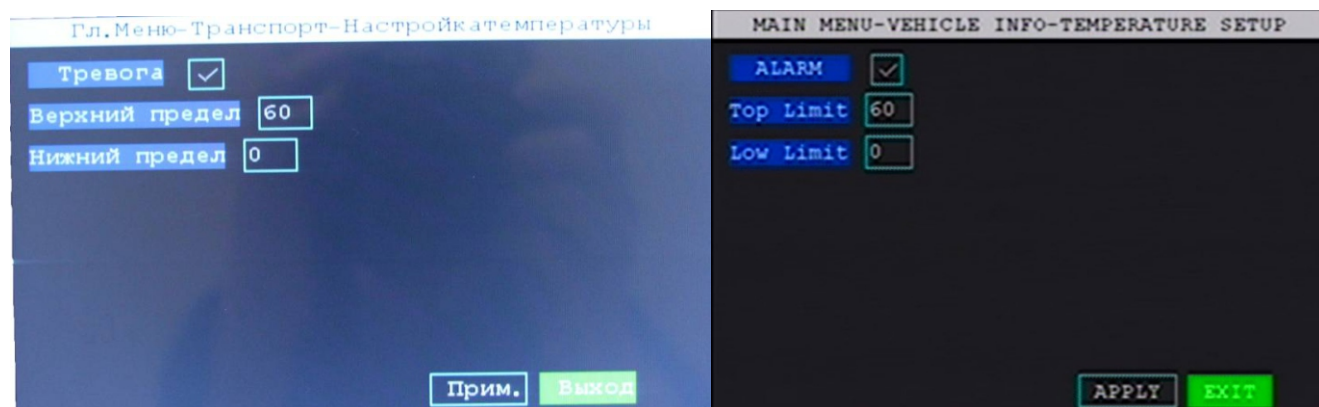 Гл.Меню-Транспорт-Настройкатемпературы
Тревога
Верхний предел 60
Нижний предел 0
Прим. Выход
MAIN MENU-VEHICLE INFO-TEMPERATURE SETUP
ALARM
Top Limit 60
Low Limit 0
APPLY EXIT